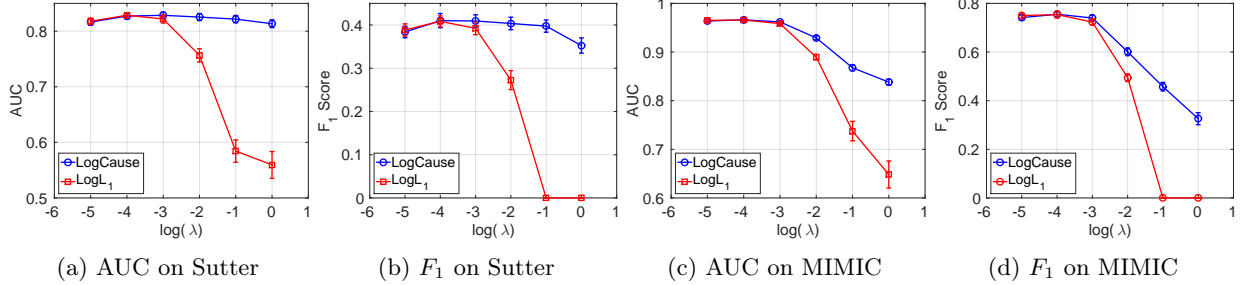 0.8
0.7
0.6
0.5
AUC
LogCause
LogL1
-6 -5 -4 -3 -2 -1 0 1
log( λ)
(a) AUC on Sutter
0.4
0.3
0.2
0.1
0
F1 Score
LogCause
LogL1
-6 -5 -4 -3 -2 -1 0 1
log( λ)
(b) F1 on Sutter
1
0.9
0.8
0.7
0.6
AUC
LogCause
LogL1
-6 -5 -4 -3 -2 -1 0 1
log( λ)
(c) AUC on MIMIC
0.8
0.6
0.4
0.2
0
F1 Score
LogCause
LogL1
-6 -5 -4 -3 -2 -1 0 1
log( λ)
(d) F1 on MIMIC